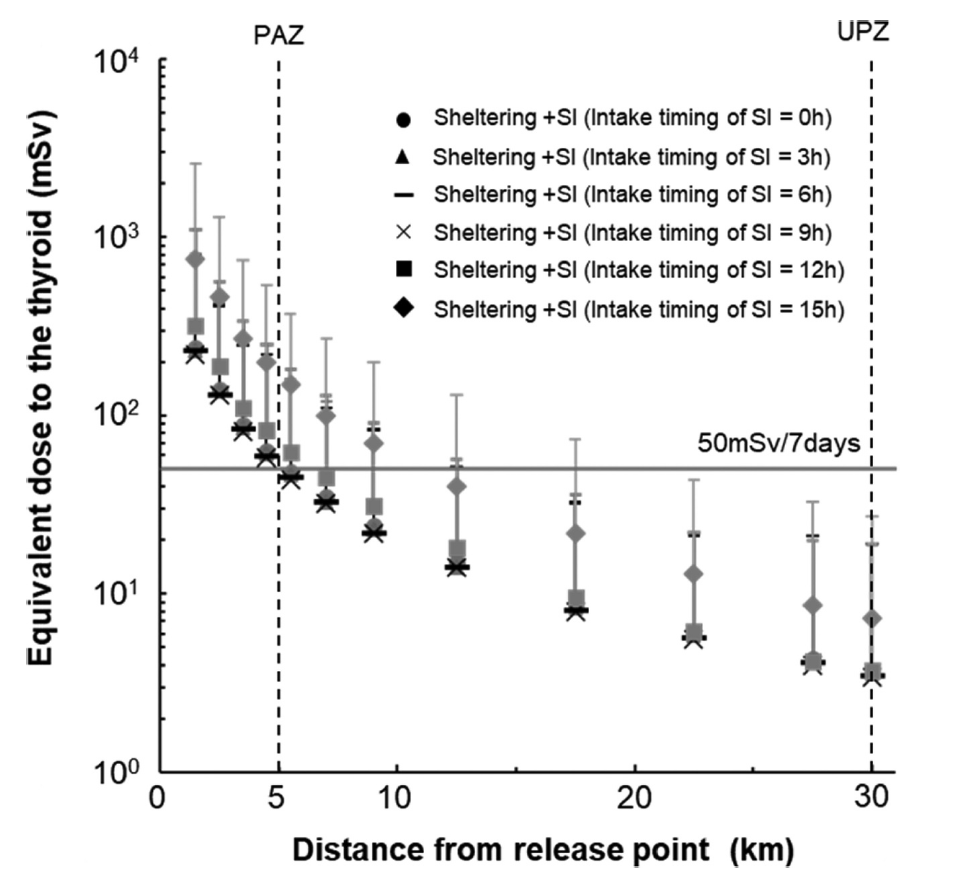 PAZ
UPZ
10⁴
10³
10²
10¹
10⁰
Equivalent dose to the thyroid (mSv)
Sheltering +SI (Intake timing of SI = 0h)
Sheltering +SI (Intake timing of SI = 3h)
Sheltering +SI (Intake timing of SI = 6h)
Sheltering +SI (Intake timing of SI = 9h)
Sheltering +SI (Intake timing of SI = 12h)
Sheltering +SI (Intake timing of SI = 15h)
50mSv/7days
0 5 10 20 30
Distance from release point (km)